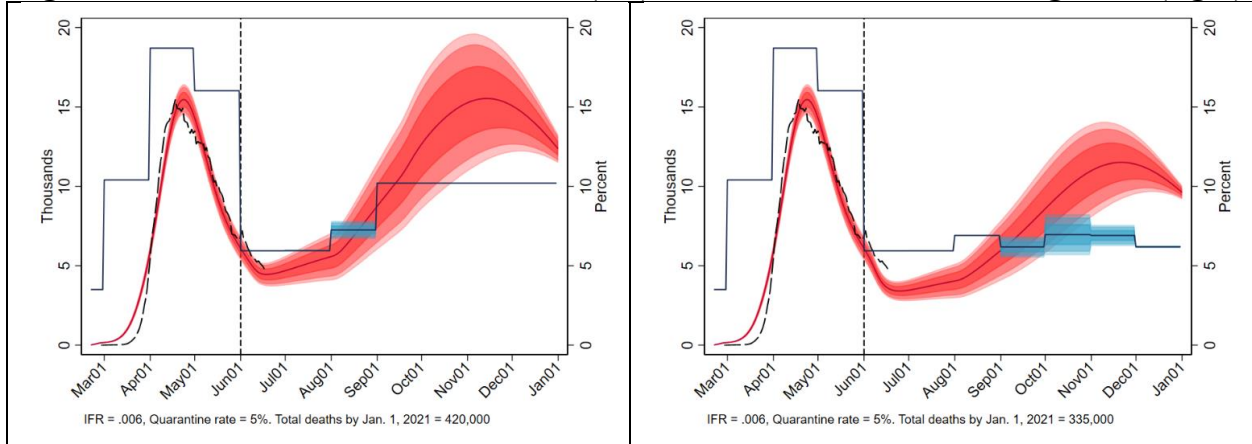 20
15
10
5
0
Thousands
20
15
10
5
0
Percent
Mar01
Apr01
May01
Jun01
Jul01
Aug01
Sep01
Oct01
Nov01
Dec01
Jan01
IFR = .006, Quarantine rate = 5%. Total deaths by Jan. 1, 2021 = 420,000
20
15
10
5
0
Thousands
20
15
10
5
0
Percent
Mar01
Apr01
May01
Jun01
Jul01
Aug01
Sep01
Oct01
Nov01
Dec01
Jan01
IFR = .006, Quarantine rate = 5%. Total deaths by Jan. 1, 2021 = 335,000